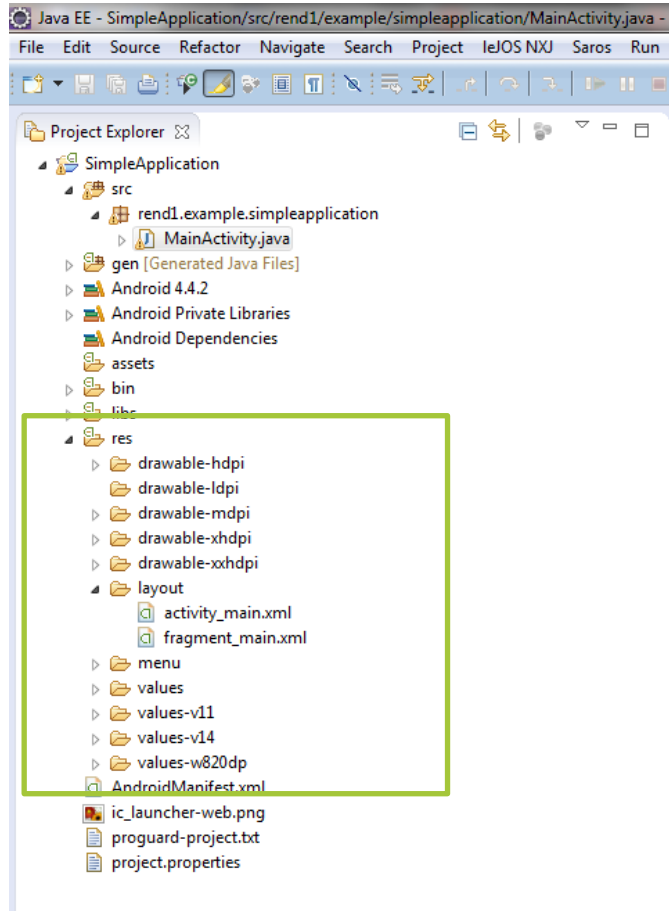 Java EE - SimpleApplication/src/rend1/example/simpleapplication/MainActivity.java -
File Edit Source Refactor Navigate Search Project leJOS NXJ Saros Run
Project Explorer
SimpleApplication
src
rend1.example.simpleapplication
MainActivity.java
gen [Generated Java Files]
Android 4.4.2
Android Private Libraries
Android Dependencies
assets
bin
libs
res
drawable-hdpi
drawable-ldpi
drawable-mdpi
drawable-xhdpi
drawable-xxhdpi
layout
activity_main.xml
fragment_main.xml
menu
values
values-v11
values-v14
values-w820dp
AndroidManifest.xml
ic_launcher-web.png
proguard-project.txt
project.properties